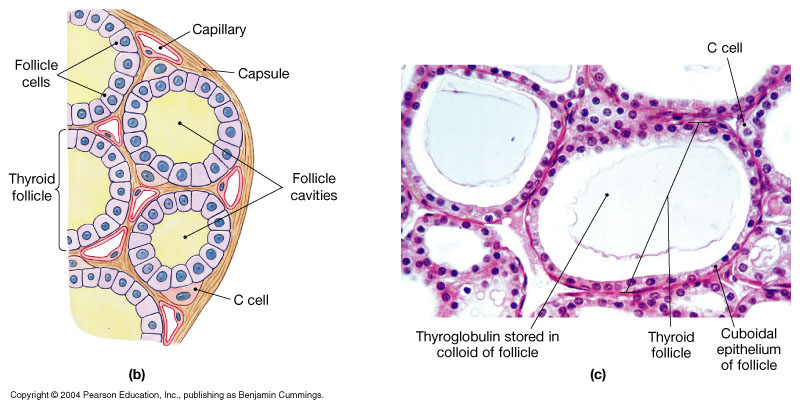 Capillary
Follicle
cells
Capsule
Thyroid
follicle
Follicle
cavities
C cell
(b)
C cell
Thyroglobulin stored in
colloid of follicle
Thyroid
follicle
Cuboidal
epithelium
of follicle
(c)
Copyright © 2004 Pearson Education, Inc., publishing as Benjamin Cummings.